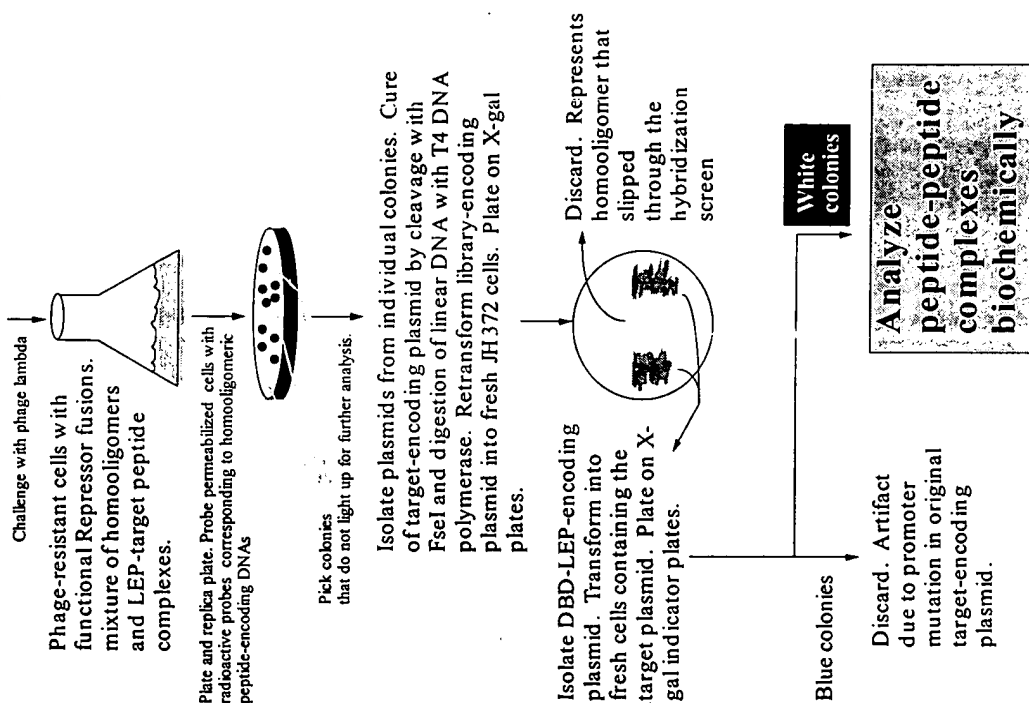 Challenge with phage lambda
Phage-resistant cells with
functional Repressor fusions.
mixture of homooligomers
and LEP-target peptide
complexes.
Plate and replica plate. Probe permeabilized cells with
radioactive probes corresponding to homooligomeric
peptide-encoding DNAs
Pick colonies
that do not light up for further analysis.
Isolate plasmids from individual colonies. Cure
of target-encoding plasmid by cleavage with
FseI and digestion of linear DNA with T4 DNA
polymerase. Retransform library-encoding
plasmid into fresh JH372 cells. Plate on X-gal
plates.
Discard. Represents
homooligomer that
slipped
through the
hybridization
screen
Isolate DBD-LEP-encoding
plasmid. Transform into
fresh cells containing the
target plasmid. Plate on X-
gal indicator plates.
Blue colonies
White
colonies
Discard. Artifact
due to promoter
mutation in original
target-encoding
plasmid.
Analyze
peptide-peptide
complexes
biochemically